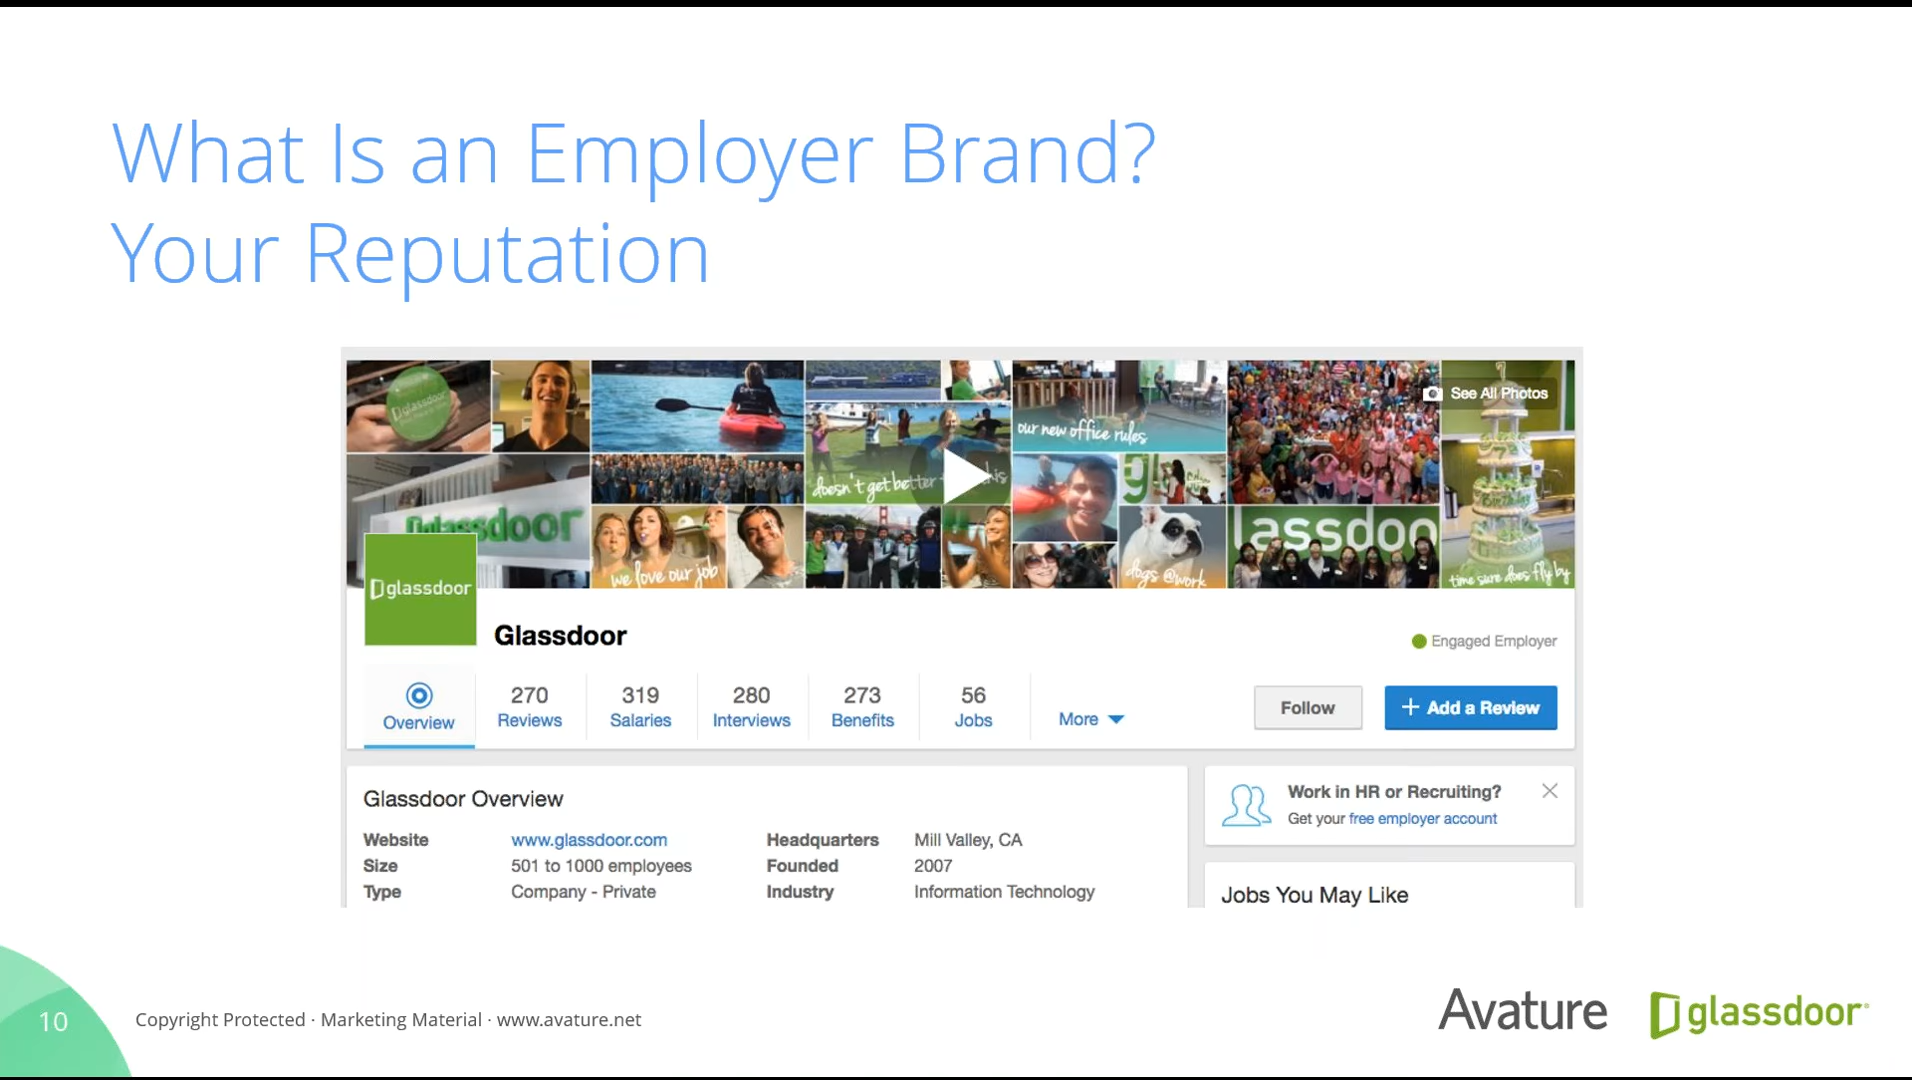 What Is an Employer Brand?
Your Reputation
See All Photos
glassdoor
our new office rules
doesn't get better
this
glassdoor
we love our job
dogs @work
lassdoo
time sure does fly by
glassdoor
Glassdoor
Engaged Employer
Overview
270 Reviews
319 Salaries
280 Interviews
273 Benefits
56 Jobs
More
Follow
+ Add a Review
Glassdoor Overview
Website www.glassdoor.com Headquarters Mill Valley, CA
Size 501 to 1000 employees Founded 2007
Type Company - Private Industry Information Technology
Work in HR or Recruiting?
Get your free employer account
Jobs You May Like
10
Copyright Protected · Marketing Material · www.avature.net
Avature
glassdoor